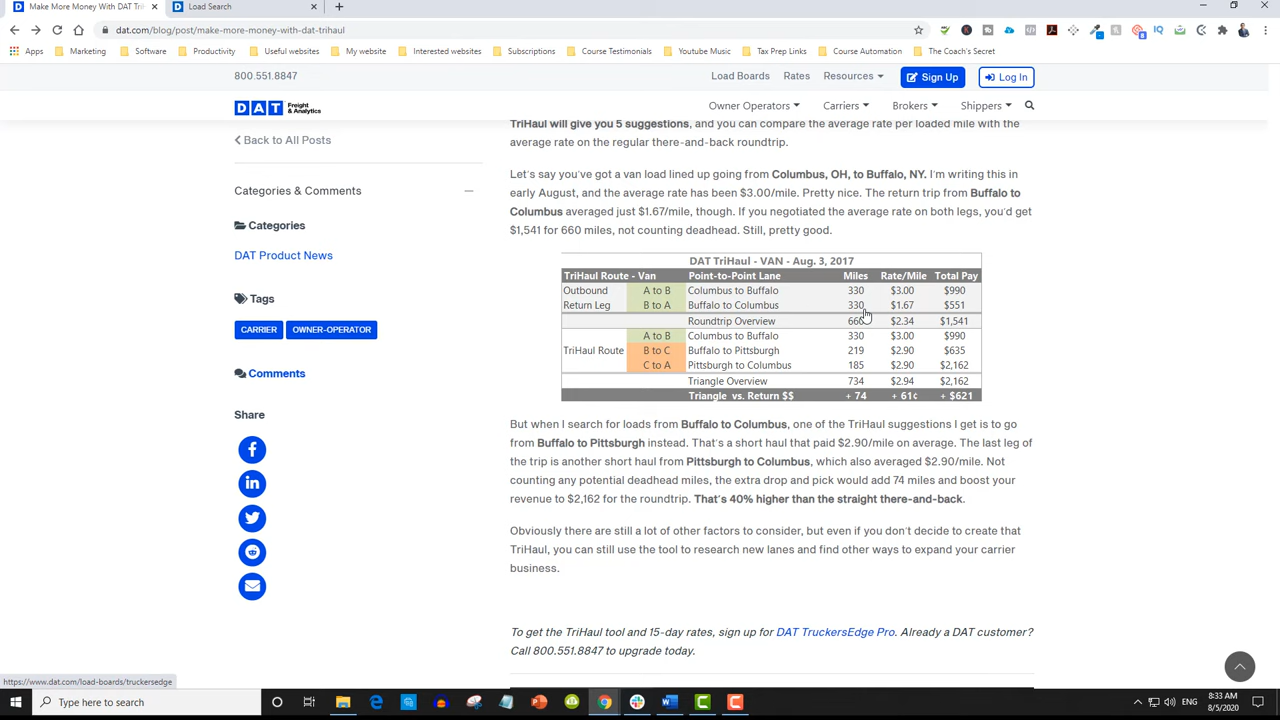 Make More Money With DAT Tri
Load Search
dat.com/blog/post/make-more-money-with-dat-trihaul
Apps Marketing Software Productivity Useful websites My website Interested websites Subscriptions Course Testimonials Youtube Music Tax Prep Links Course Automation The Coach's Secret
800.551.8847 Load Boards Rates Resources Sign Up Log In
DAT Freight & Analytics Owner Operators Carriers Brokers Shippers
Back to All Posts
Categories & Comments
Categories
DAT Product News
Tags
CARRIER OWNER-OPERATOR
Comments
Share
TriHaul will give you 5 suggestions, and you can compare the average rate per loaded mile with the
average rate on the regular there-and-back roundtrip.
Let's say you've got a van load lined up going from Columbus, OH, to Buffalo, NY. I'm writing this in
early August, and the average rate has been $3.00/mile. Pretty nice. The return trip from Buffalo to
Columbus averaged just $1.67/mile, though. If you negotiated the average rate on both legs, you'd get
$1,541 for 660 miles, not counting deadhead. Still, pretty good.
DAT TriHaul - VAN - Aug. 3, 2017
TriHaul Route - Van Point-to-Point Lane Miles Rate/Mile Total Pay
Outbound A to B Columbus to Buffalo 330 $3.00 $990
Return Leg B to A Buffalo to Columbus 330 $1.67 $551
Roundtrip Overview 660 $2.34 $1,541
A to B Columbus to Buffalo 330 $3.00 $990
TriHaul Route B to C Buffalo to Pittsburgh 219 $2.90 $635
C to A Pittsburgh to Columbus 185 $2.90 $2,162
Triangle Overview 734 $2.94 $2,162
Triangle vs. Return $$ + 74 + 61¢ + $621
But when I search for loads from Buffalo to Columbus, one of the TriHaul suggestions I get is to go
from Buffalo to Pittsburgh instead. That's a short haul that paid $2.90/mile on average. The last leg of
the trip is another short haul from Pittsburgh to Columbus, which also averaged $2.90/mile. Not
counting any potential deadhead miles, the extra drop and pick would add 74 miles and boost your
revenue to $2,162 for the roundtrip. That's 40% higher than the straight there-and-back.
Obviously there are still a lot of other factors to consider, but even if you don't decide to create that
TriHaul, you can still use the tool to research new lanes and find other ways to expand your carrier
business.
To get the TriHaul tool and 15-day rates, sign up for DAT TruckersEdge Pro. Already a DAT customer?
Call 800.551.8847 to upgrade today.
https://www.dat.com/load-boards/truckersedge
Type here to search
ENG
8:33 AM
8/5/2020